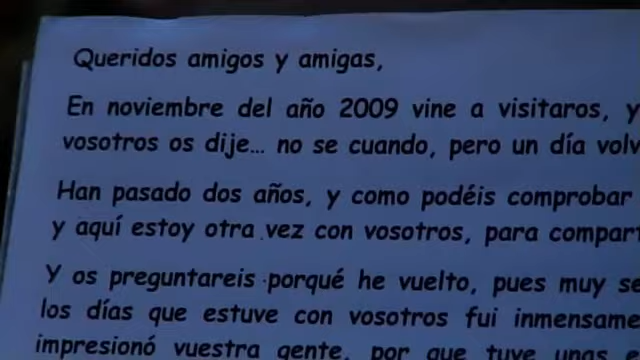 Queridos amigos y amigas,
En noviembre del año 2009 vine a visitaros, y
vosotros os dije... no se cuando, pero un día volv
Han pasado dos años, y como podéis comprobar
y aquí estoy otra vez con vosotros, para compart
Y os preguntareis porqué he vuelto, pues muy se
los días que estuve con vosotros fui inmensame
impresionó vuestra gente, por que tuve unos